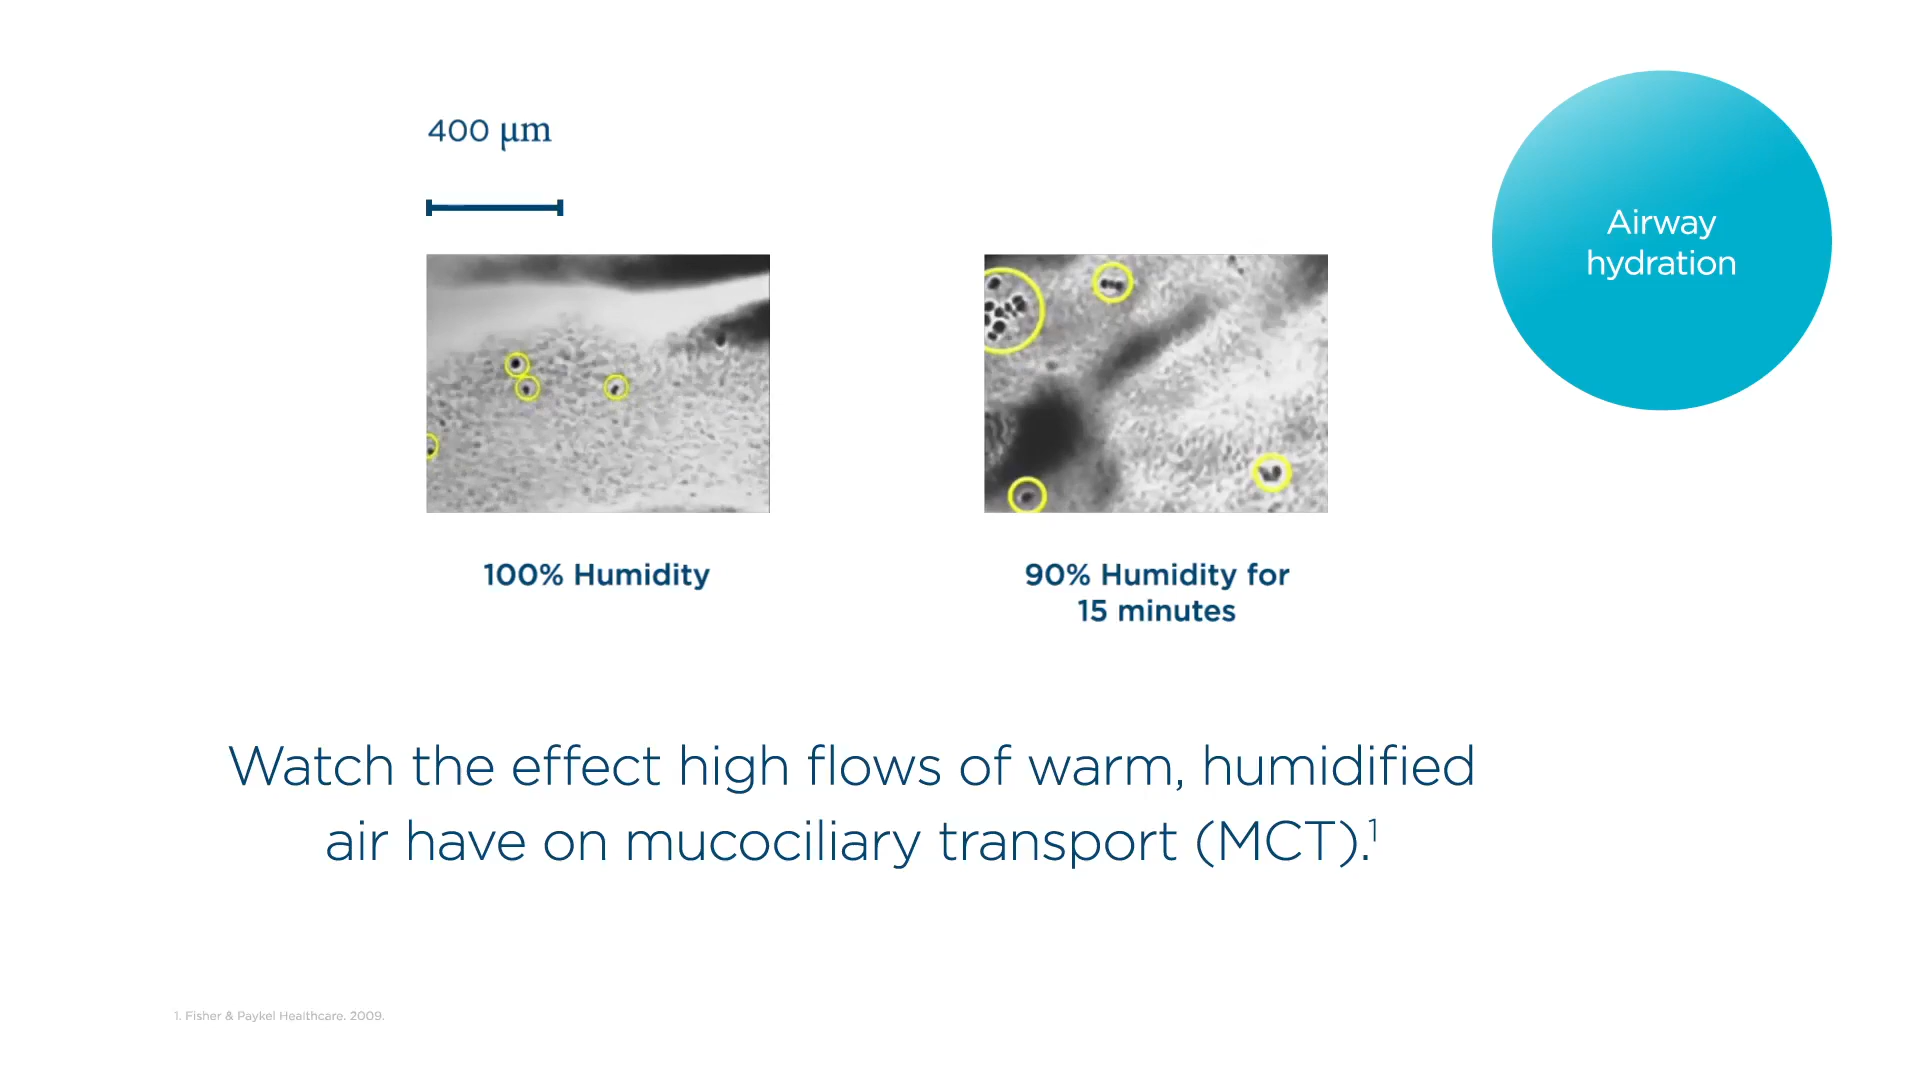 400 μm
Airway
hydration
100% Humidity
90% Humidity for
15 minutes
Watch the effect high flows of warm, humidified
air have on mucociliary transport (MCT).¹
1. Fisher & Paykel Healthcare. 2009.